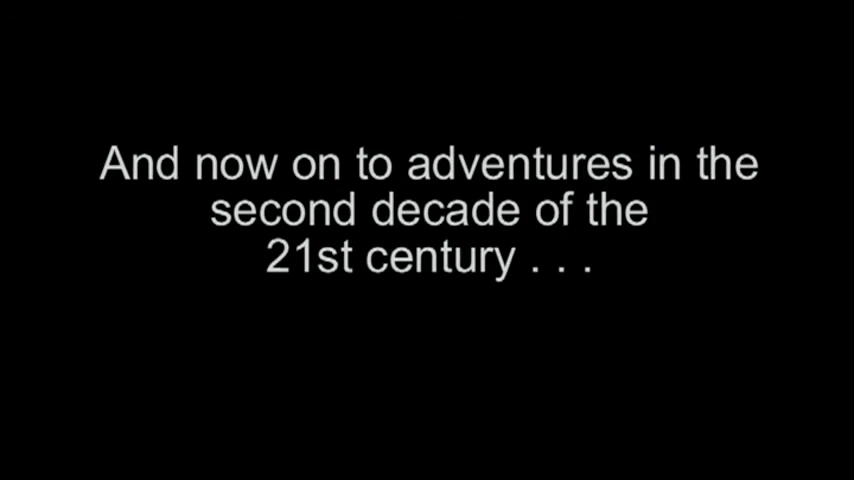 And now on to adventures in the
second decade of the
21st century . . .